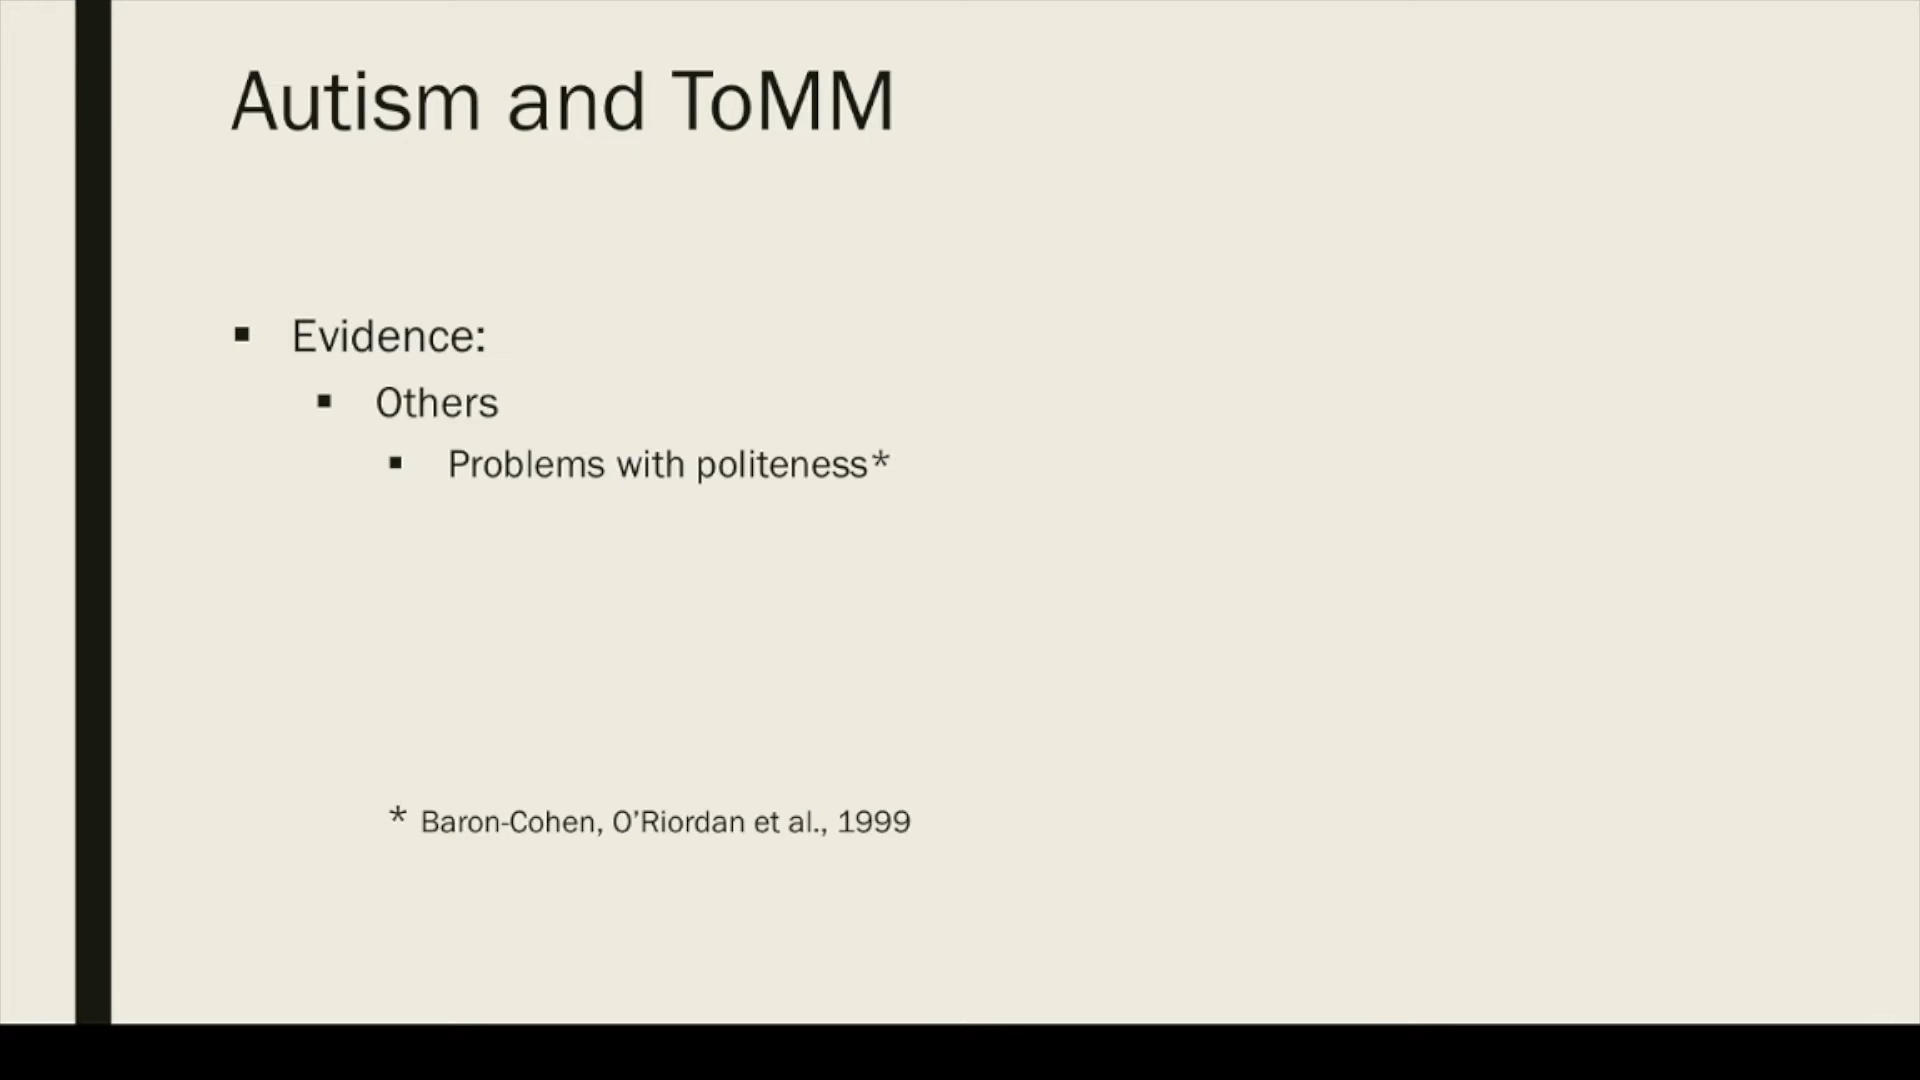 Autism and ToMM
▪ Evidence:
▪ Others
▪ Problems with politeness*
* Baron-Cohen, O’Riordan et al., 1999